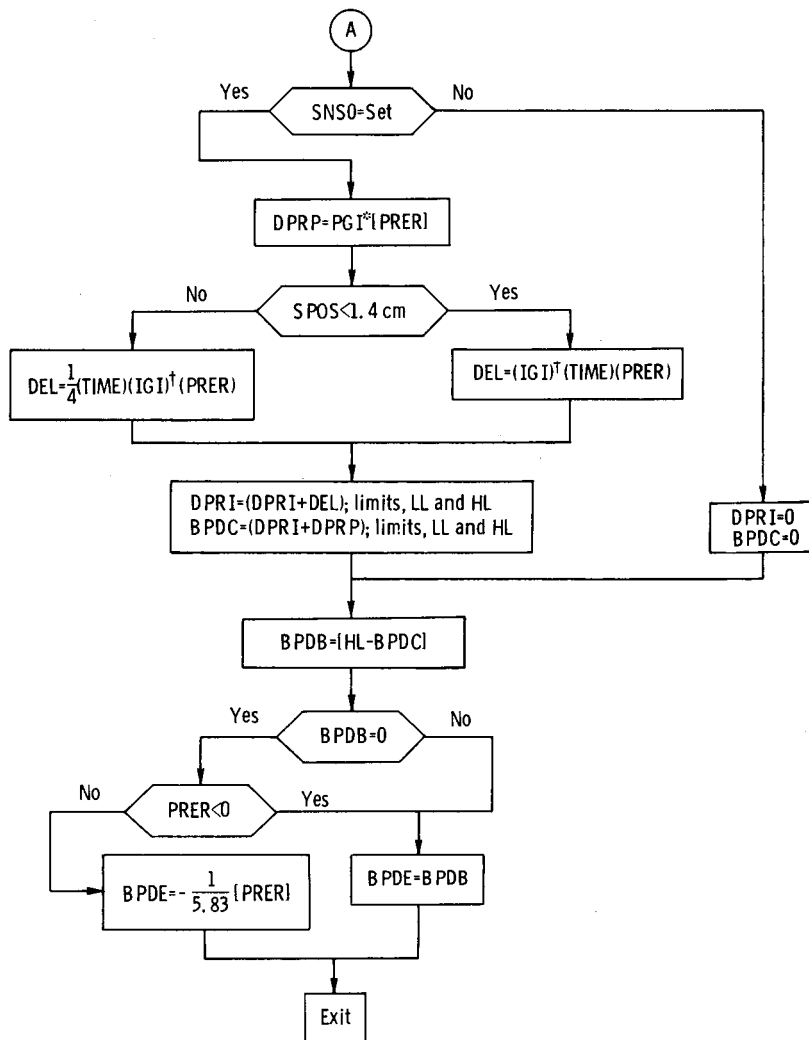 A
Yes
SNSO=Set
No
DPRP=PGI*[PRER]
No
SPOS<1.4 cm
Yes
DEL=1/4(TIME)(IGI)†(PRER)
DEL=(IGI)†(TIME)(PRER)
DPRI=(DPRI+DEL); limits, LL and HL
BPDC=(DPRI+DPRP); limits, LL and HL
DPRI=0
BPDC=0
BPDB=[HL-BPDC]
Yes
BPDB=0
No
No
PRER<0
Yes
BPDE=-1/5.83[PRER]
BPDE=BPDB
Exit